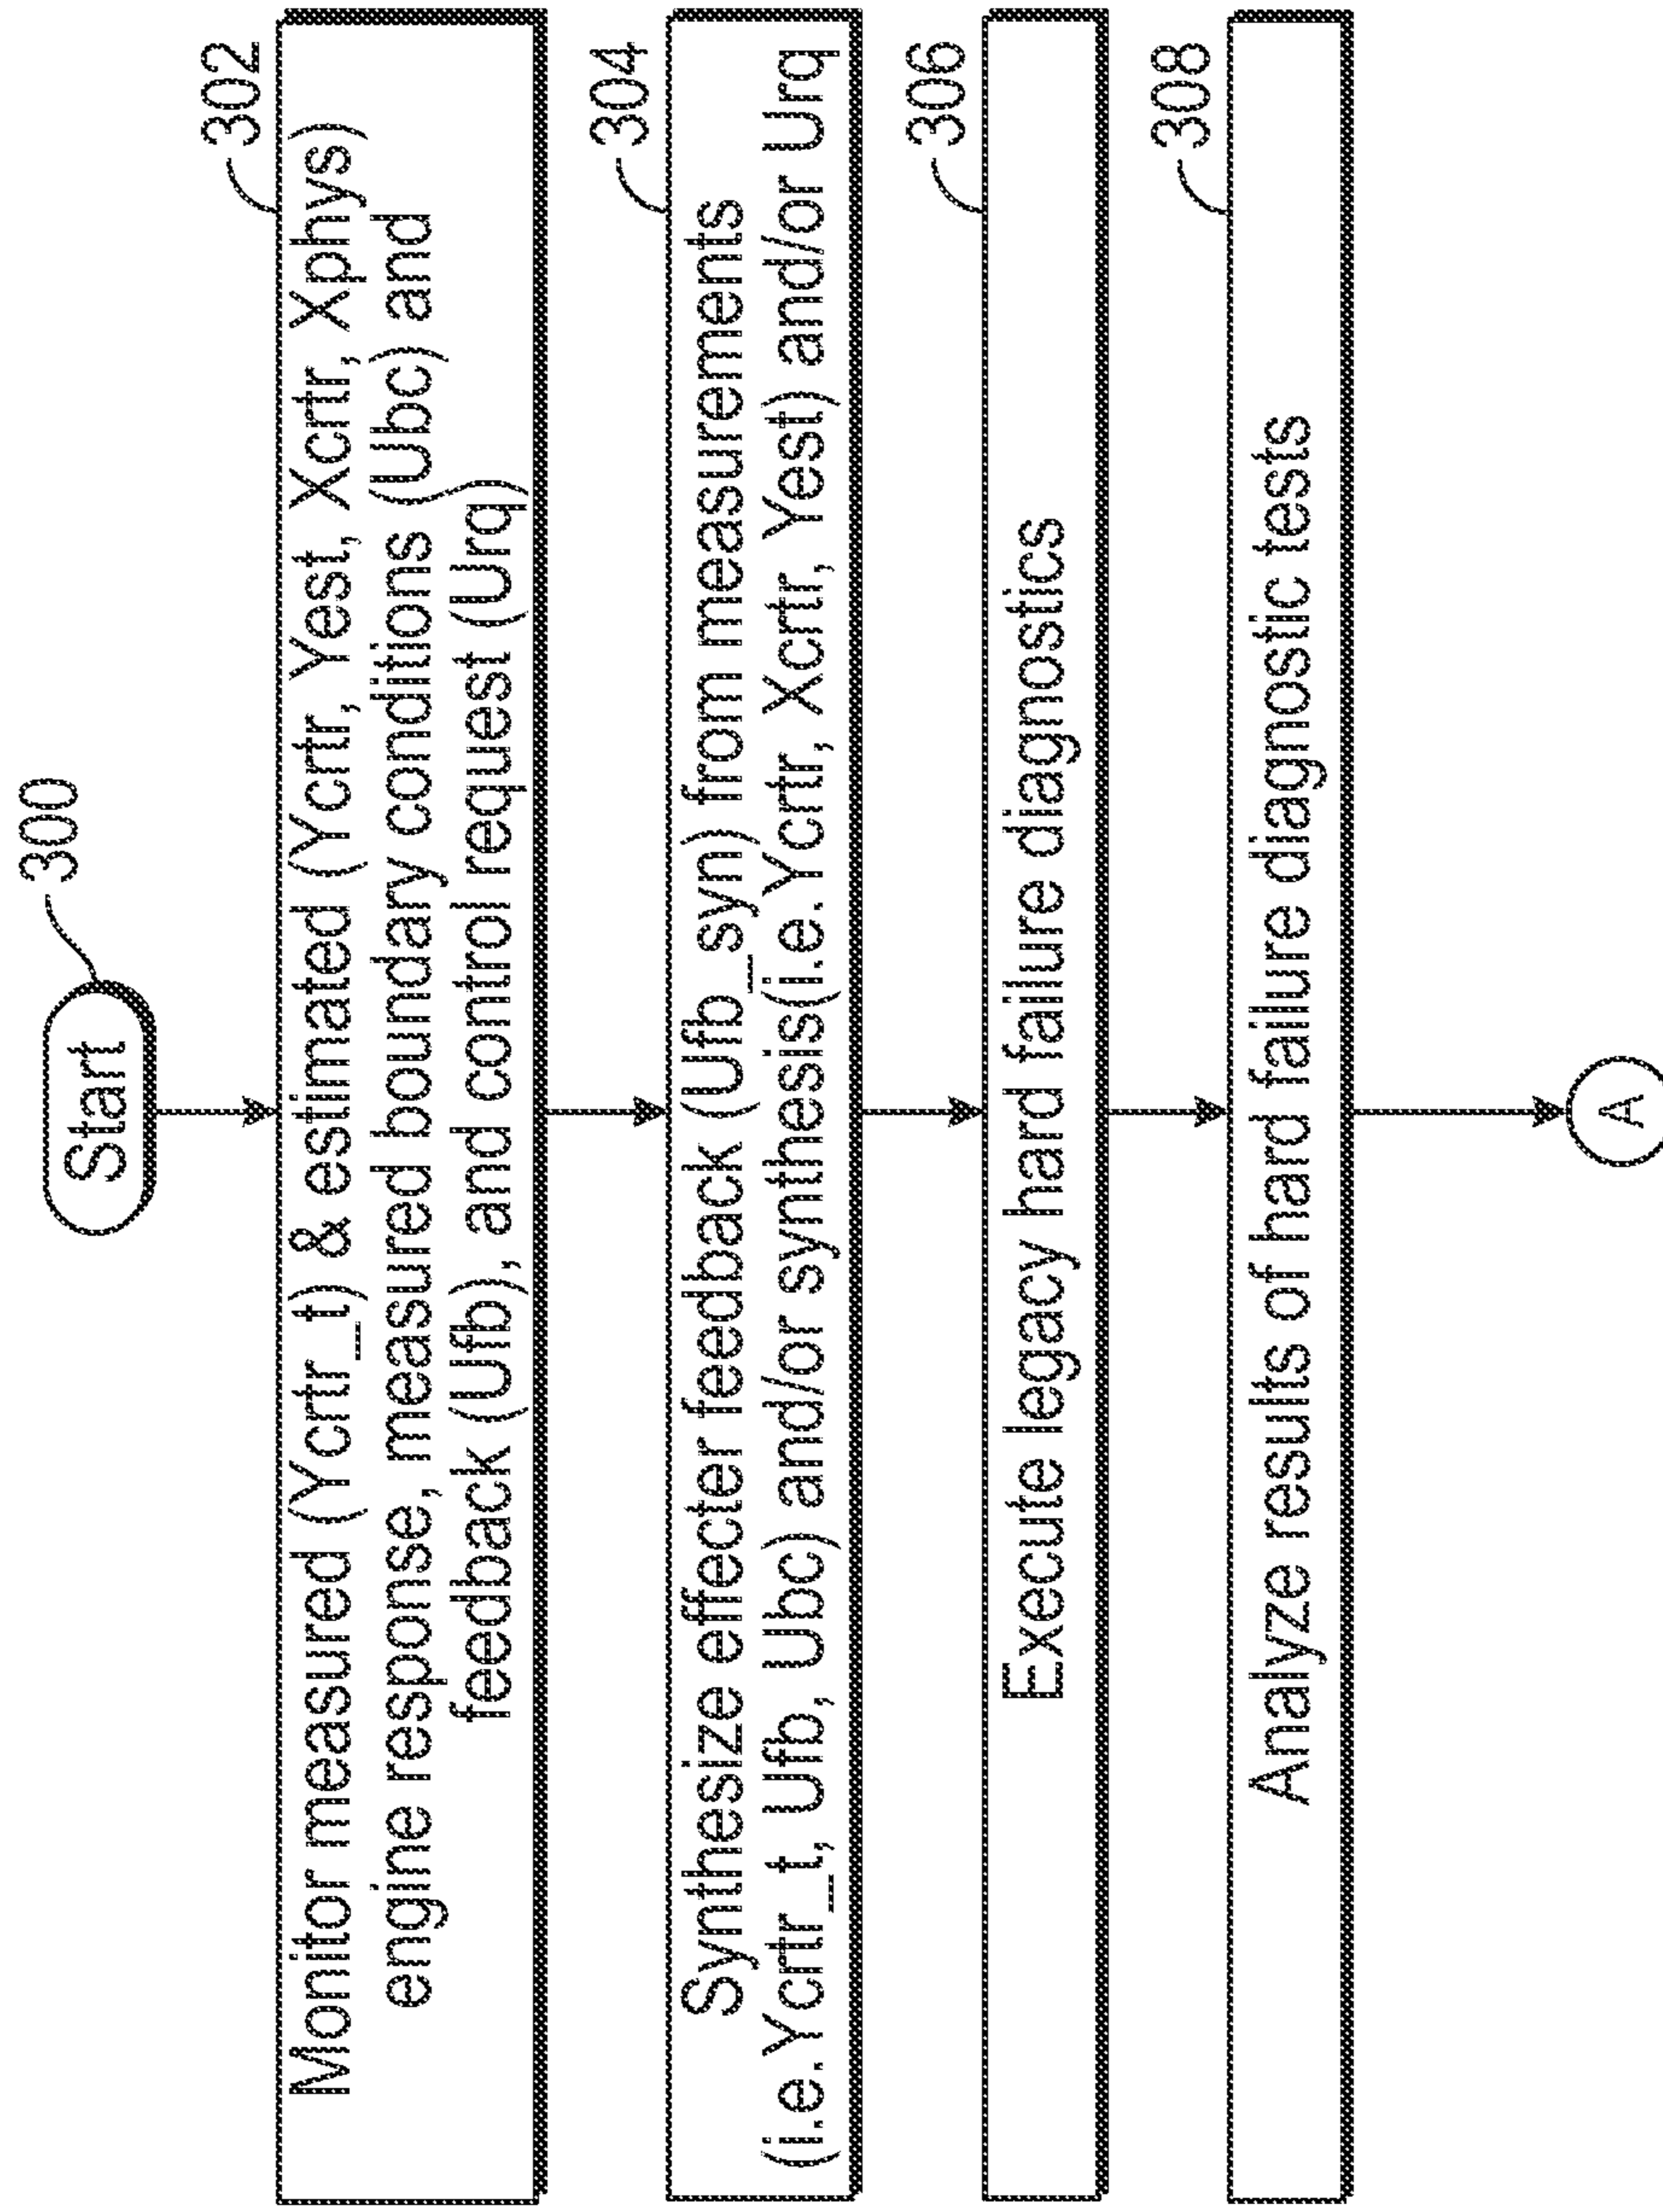 300
Start
302
Monitor measured (Ycrtr_t) & estimated (Ycrtr, Yest, Xcrtr, Xphys)
engine response, measured boundary conditions (Ubc) and
feedback (Ufb), and control request (Urq)
304
Synthesize effecter feedback (Ufb_syn) from measurements
(i.e.Ycrtr_t, Ufb, Ubc) and/or synthesis(i.e.Ycrtr, Xcrtr, Yest) and/or Urq
306
Execute legacy hard failure diagnostics
308
Analyze results of hard faillure diagnostic tests
A